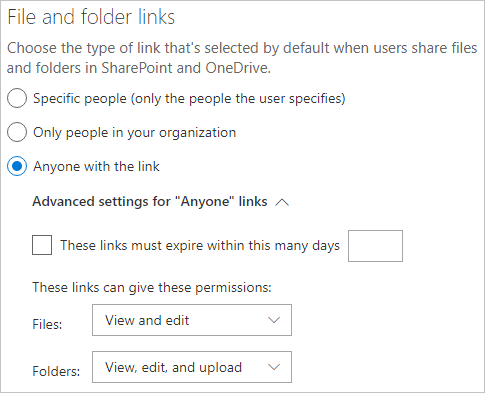 File and folder links
Choose the type of link that's selected by default when users share files
and folders in SharePoint and OneDrive.
Specific people (only the people the user specifies)
Only people in your organization
Anyone with the link
Advanced settings for "Anyone" links
These links must expire within this many days
These links can give these permissions:
Files: View and edit
Folders: View, edit, and upload